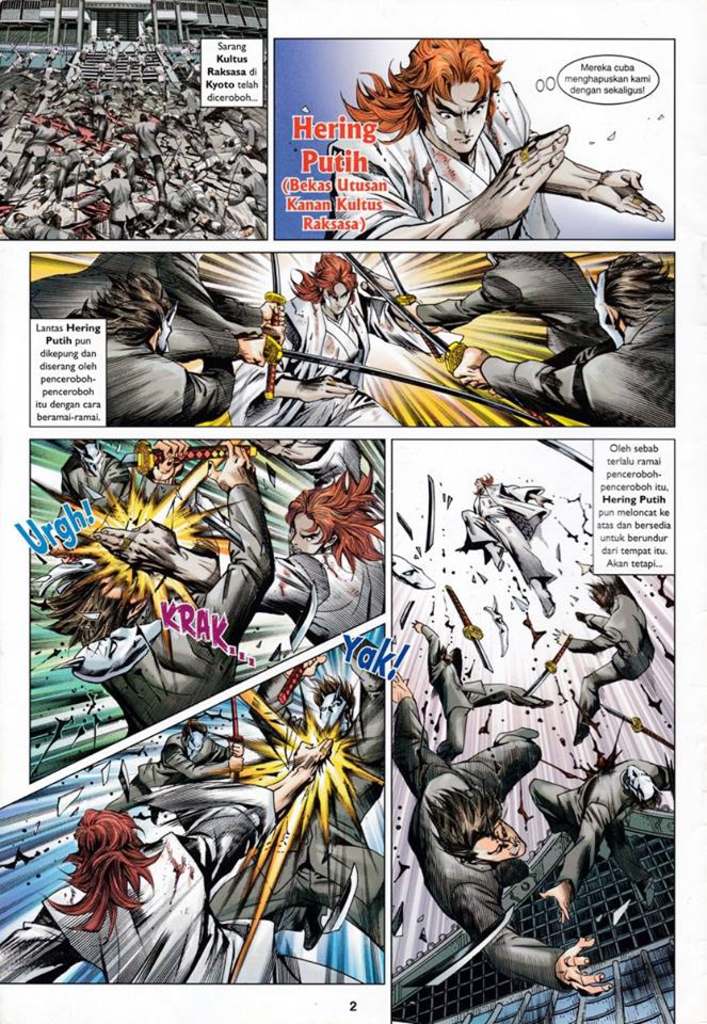 Sarang
Kultus
Raksasa di
Kyoto telah
diceroboh...
Mereka cuba
menghapuskan kami
dengan sekaligus!
Hering
Putih
(Bekas Utusan
Kanan Kultus
Raksasa)
Lantas Hering
Putih pun
dikepung dan
diserang oleh
penceroboh-
penceroboh
itu dengan cara
beramai-ramai.
Urgh!
KRAK...
Yak!
Oleh sebab
terlalu ramai
penceroboh-
penceroboh itu,
Hering Putih
pun meloncat ke
atas dan bersedia
untuk berundur
dari tempat itu.
Akan tetapi...
2